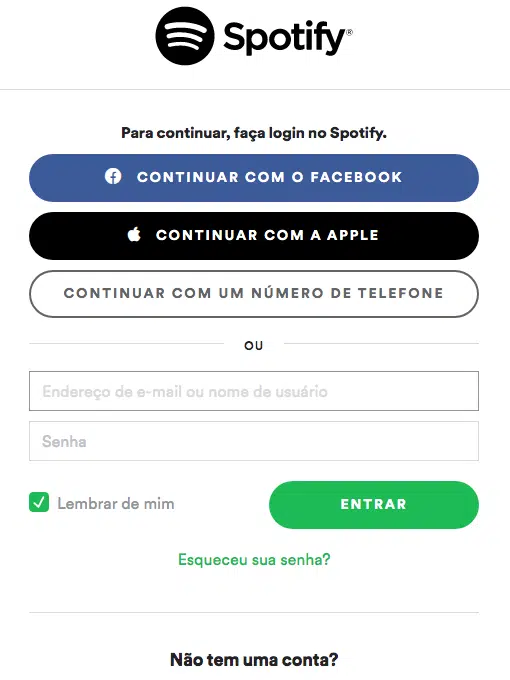 Spotify®
Para continuar, faça login no Spotify.
CONTINUAR COM O FACEBOOK
CONTINUAR COM A APPLE
CONTINUAR COM UM NÚMERO DE TELEFONE
OU
Endereço de e-mail ou nome de usuário
Senha
Lembrar de mim
ENTRAR
Esqueceu sua senha?
Não tem uma conta?